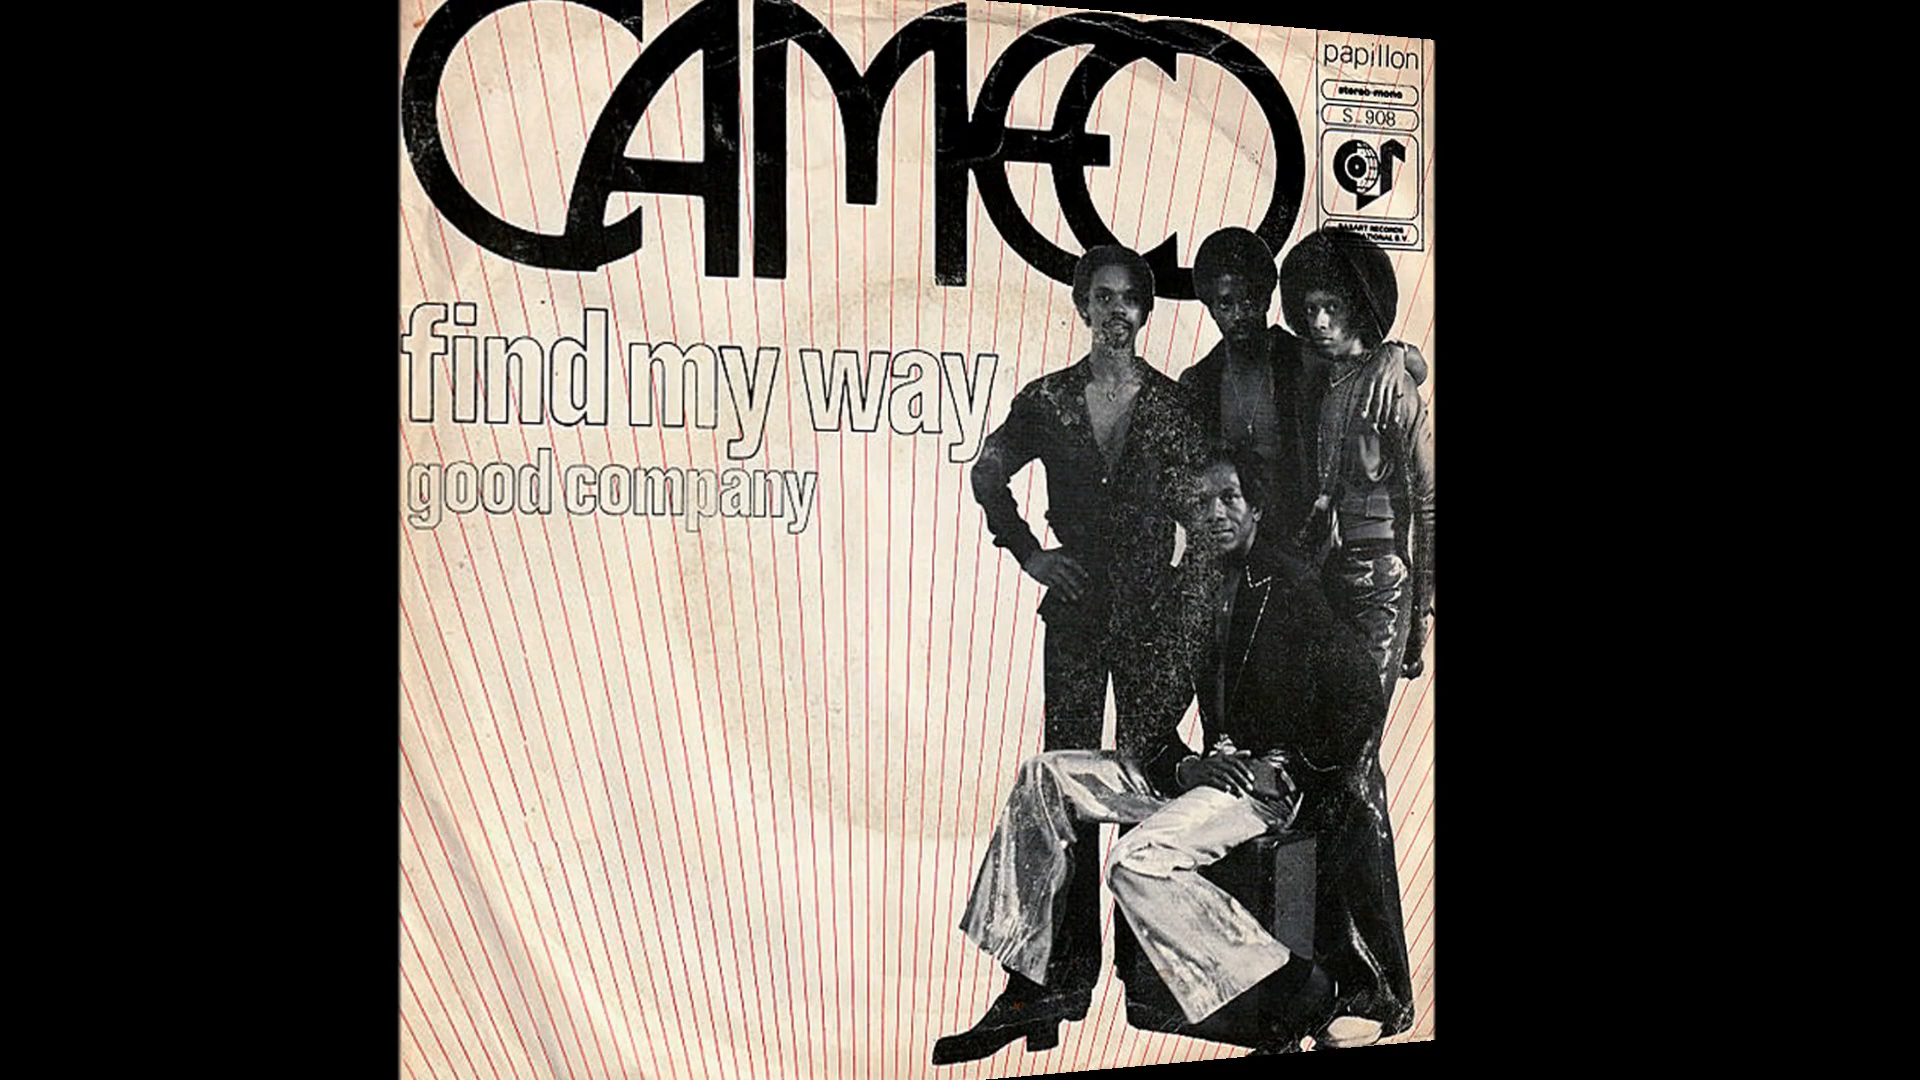 CAMEO
papillon
stereo-mono
S. 908
find my way
good company